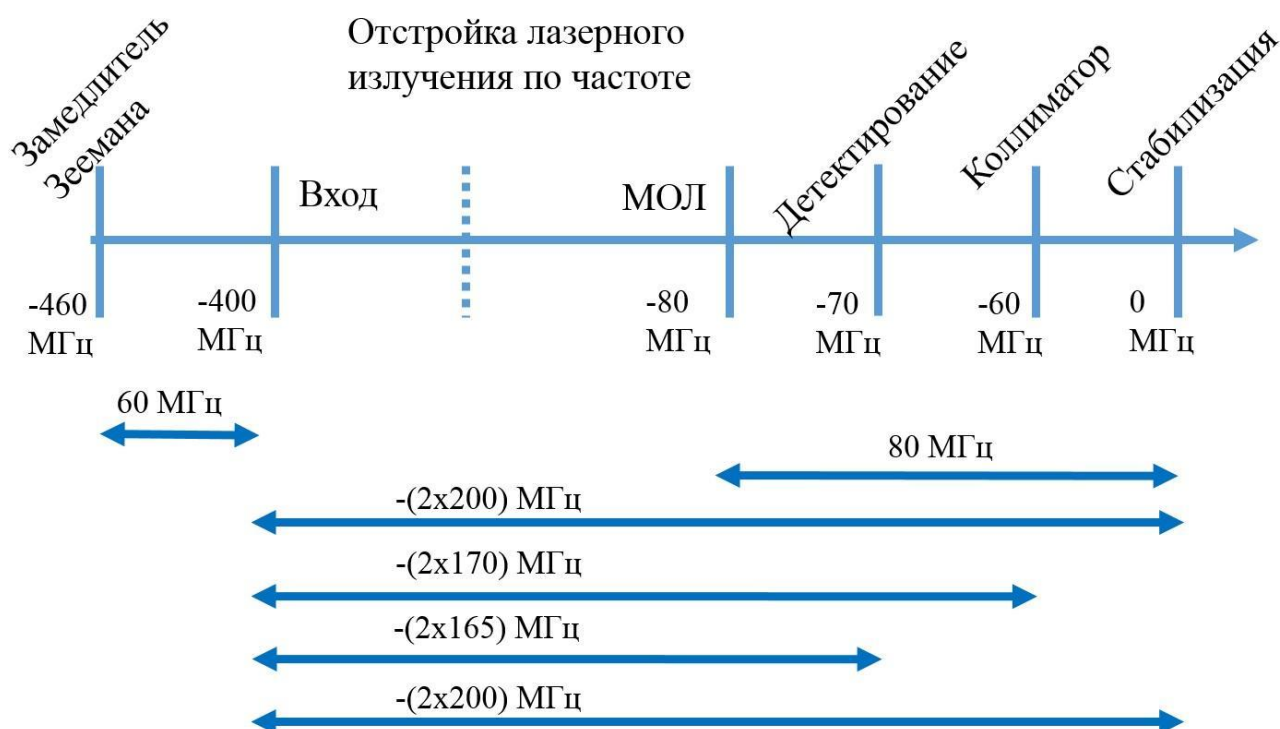 Отстройка лазерного
излучения по частоте
Замедлитель
Зеемана
Вход
МОЛ
Детектирование
Коллиматор
Стабилизация
-460
МГц
-400
МГц
-80
МГц
-70
МГц
-60
МГц
0
МГц
60 МГц
80 МГц
-(2x200) МГц
-(2x170) МГц
-(2x165) МГц
-(2x200) МГц